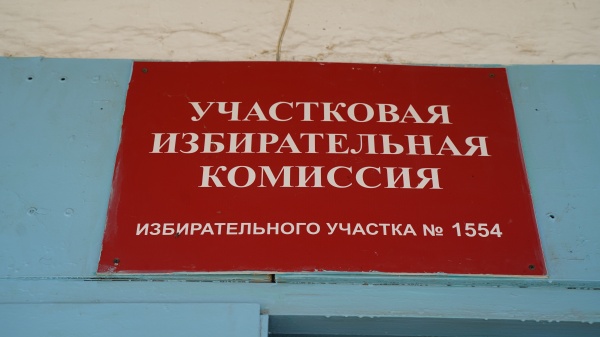 УЧАСТКОВАЯ
ИЗБИРАТЕЛЬНАЯ
КОМИССИЯ
ИЗБИРАТЕЛЬНОГО УЧАСТКА № 1554